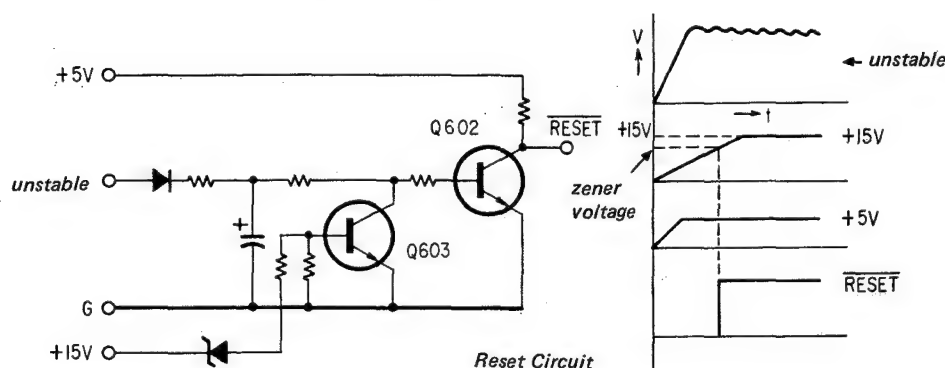 +5V
unstable
+
G
+15V
Q602
RESET
Q603
Reset Circuit
V
t
unstable
+15V
+15V
zener
voltage
+5V
RESET